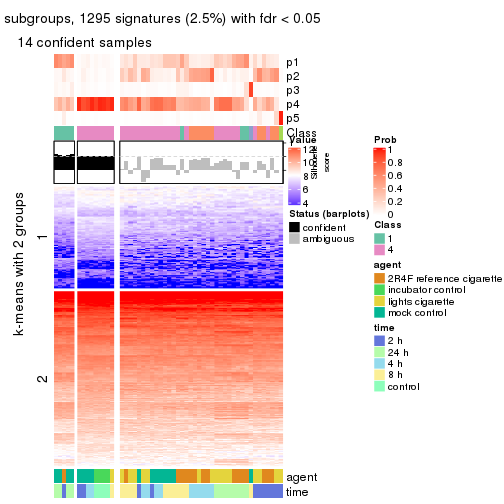 subgroups, 1295 signatures (2.5%) with fdr < 0.05
14 confident samples
p1
p2
p3
p4
p5
Class
Value
12
10
8
6
4
score
Status (barplots)
confident
ambiguous
Prob
1
0.8
0.6
0.4
0.2
0
Class
1
4
agent
2R4F reference cigarette
incubator control
lights cigarette
mock control
time
2 h
24 h
4 h
8 h
control
k-means with 2 groups
1
2
agent
time